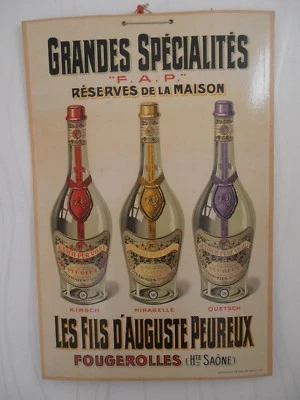 GRANDES SPÉCIALITÉS
"F.A.P."
RÉSERVES DE LA MAISON
KIRSCH MIRABELLE QUETSCH
LES FILS D'AUGUSTE PEUREUX
FOUGEROLLES (HTE SAÔNE)